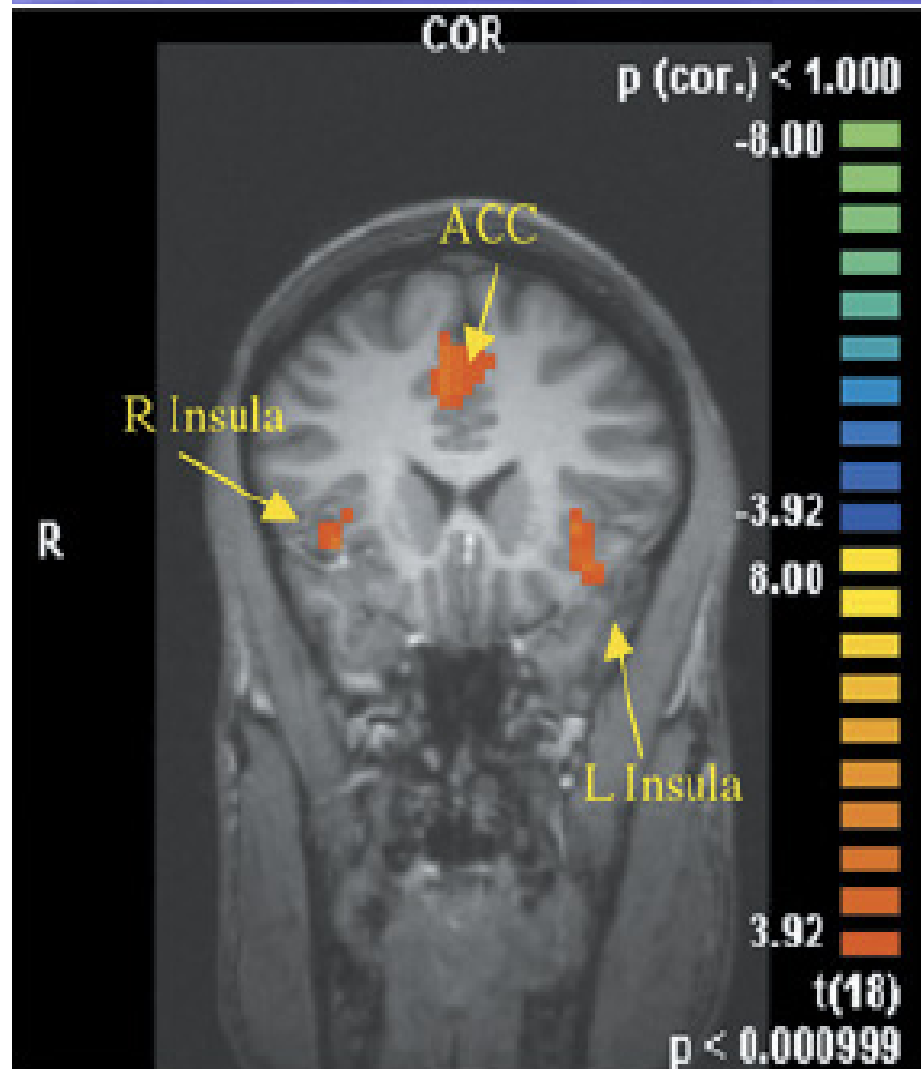 COR
p (cor.) < 1.000
-8.00
ACC
R Insula
R
-3.92
8.00
L Insula
3.92
t(18)
p < 0.000999